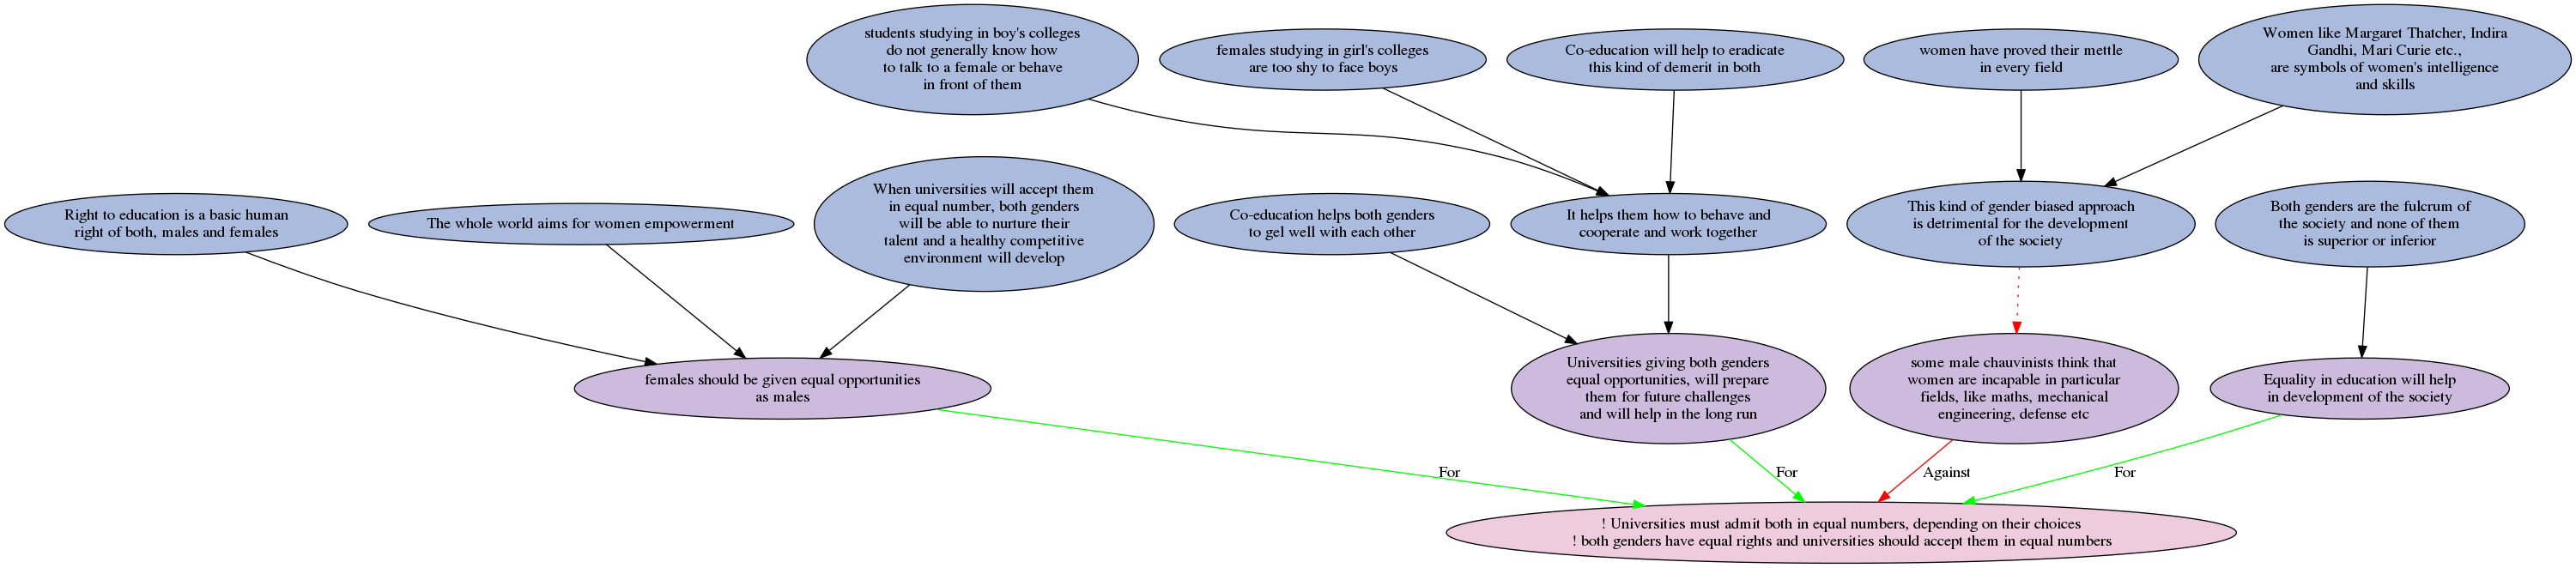 students studying in boy's colleges
do not generally know how
to talk to a female or behave
in front of them
females studying in girl's colleges
are too shy to face boys
Co-education will help to eradicate
this kind of demerit in both
women have proved their mettle
in every field
Women like Margaret Thatcher, Indira
Gandhi, Mari Curie etc.,
are symbols of women's intelligence
and skills
Right to education is a basic human
right of both, males and females
The whole world aims for women empowerment
When universities will accept them
in equal number, both genders
will be able to nurture their
talent and a healthy competitive
environment will develop
Co-education helps both genders
to gel well with each other
It helps them how to behave and
cooperate and work together
This kind of gender biased approach
is detrimental for the development
of the society
Both genders are the fulcrum of
the society and none of them
is superior or inferior
females should be given equal opportunities
as males
Universities giving both genders
equal opportunities, will prepare
them for future challenges
and will help in the long run
some male chauvinists think that
women are incapable in particular
fields, like maths, mechanical
engineering, defense etc
Equality in education will help
in development of the society
For
For
Against
For
! Universities must admit both in equal numbers, depending on their choices
! both genders have equal rights and universities should accept them in equal numbers